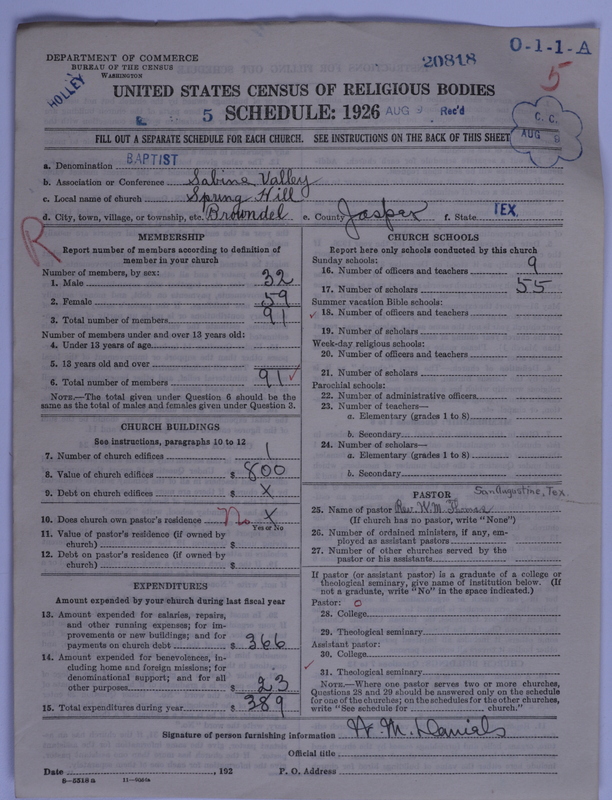 DEPARTMENT OF COMMERCE
BUREAU OF THE CENSUS
WASHINGTON
HOLLEY
20818
0-1-1-A
5
UNITED STATES CENSUS OF RELIGIOUS BODIES
5 SCHEDULE: 1926 AUG 9 Rec'd
C. C.
AUG 9
FILL OUT A SEPARATE SCHEDULE FOR EACH CHURCH. SEE INSTRUCTIONS ON THE BACK OF THIS SHEET
a. Denomination BAPTIST
b. Association or Conference Sabine Valley
c. Local name of church Spring Hill
d. City, town, village, or township, etc. Browndel e. County Jasper f. State TEX.
R
MEMBERSHIP
Report number of members according to definition of
member in your church
Number of members, by sex:
1. Male 32
2. Female 59
3. Total number of members 91
Number of members under and over 13 years old:
4. Under 13 years of age
5. 13 years old and over
6. Total number of members 91 ✓
NOTE.—The total given under Question 6 should be the
same as the total of males and females given under Question 3.
CHURCH BUILDINGS
See instructions, paragraphs 10 to 12
7. Number of church edifices 1
8. Value of church edifices $ 800
9. Debt on church edifices $ X
10. Does church own pastor's residence no X
Yes or No
11. Value of pastor's residence (if owned by
church) $
12. Debt on pastor's residence (if owned by
church) $
EXPENDITURES
Amount expended by your church during last fiscal year
13. Amount expended for salaries, repairs,
and other running expenses; for im-
provements or new buildings; and for
payments on church debt $ 366
14. Amount expended for benevolences, in-
cluding home and foreign missions; for
denominational support; and for all
other purposes $ 23
15. Total expenditures during year $ 389
CHURCH SCHOOLS
Report here only schools conducted by this church
Sunday schools:
16. Number of officers and teachers 9
17. Number of scholars 55
Summer vacation Bible schools:
✓ 18. Number of officers and teachers
19. Number of scholars
Week-day religious schools:
20. Number of officers and teachers
21. Number of scholars
Parochial schools:
22. Number of administrative officers
23. Number of teachers—
a. Elementary (grades 1 to 8)
b. Secondary
24. Number of scholars—
a. Elementary (grades 1 to 8)
b. Secondary
PASTOR San Augustine, Tex.
25. Name of pastor Rev. W. M. Thomas
(If church has no pastor, write "None")
26. Number of ordained ministers, if any, em-
ployed as assistant pastors
27. Number of other churches served by the
pastor or his assistants
If pastor (or assistant pastor) is a graduate of a college or
theological seminary, give name of institution below. (If
not a graduate, write "No" in the space indicated.)
Pastor: 0
28. College
29. Theological seminary
Assistant pastor:
30. College
✓ 31. Theological seminary
NOTE.—Where one pastor serves two or more churches,
Questions 28 and 29 should be answered only on the schedule
for one of the churches; on the schedules for the other churches,
write "See schedule for church."
Signature of person furnishing information W. M. Daniels
Official title
Date , 192 P. O. Address